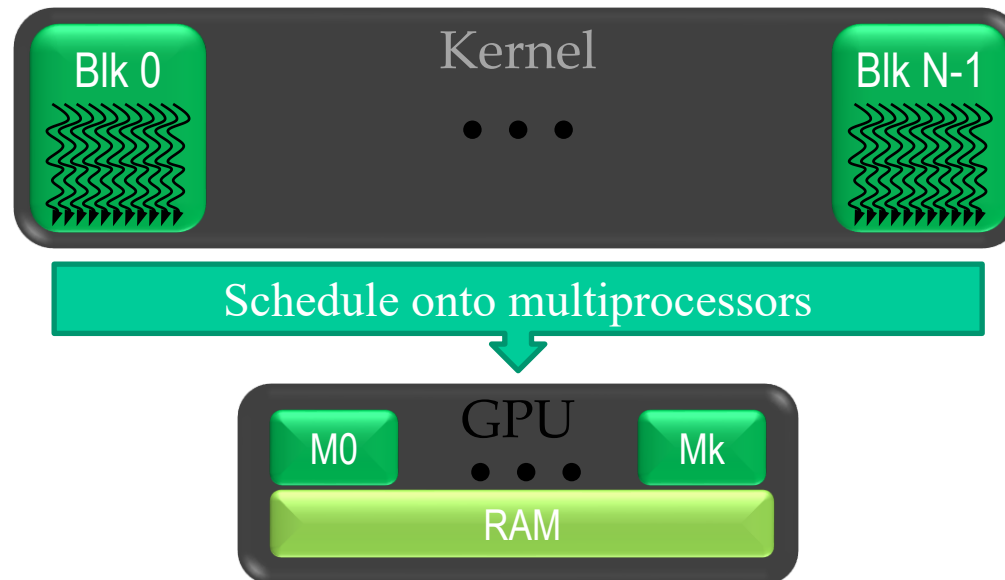 Kernel
Blk 0
Blk N-1
• • •
Schedule onto multiprocessors
GPU
M0
Mk
• • •
RAM